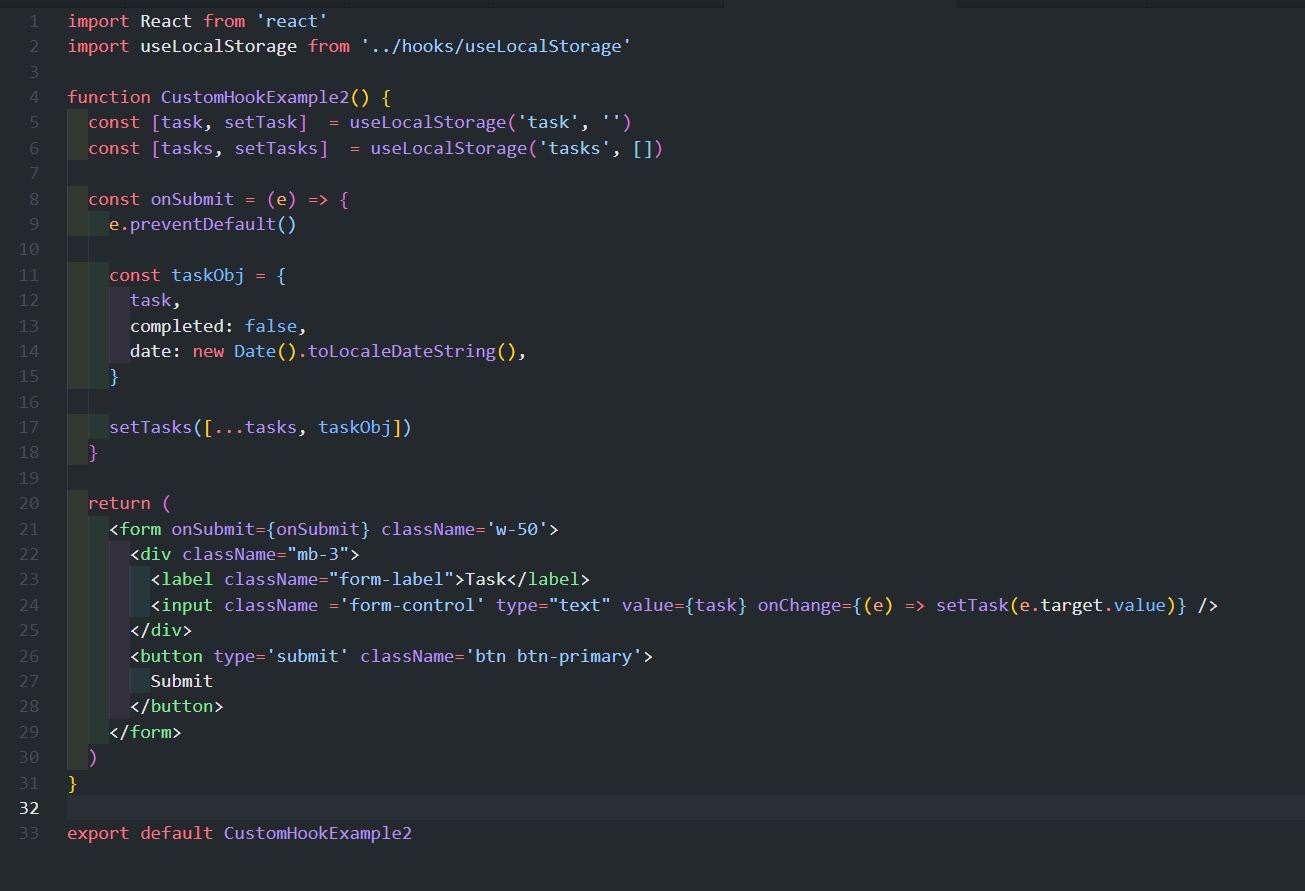 1 import React from 'react'
2 import useLocalStorage from '../hooks/useLocalStorage'
3
4 function CustomHookExample2() {
5   const [task, setTask]  = useLocalStorage('task', '')
6   const [tasks, setTasks]  = useLocalStorage('tasks', [])
7
8   const onSubmit = (e) => {
9     e.preventDefault()
10
11     const taskObj = {
12       task,
13       completed: false,
14       date: new Date().toLocaleDateString(),
15     }
16
17     setTasks([...tasks, taskObj])
18   }
19
20   return (
21     <form onSubmit={onSubmit} className='w-50'>
22       <div className="mb-3">
23         <label className="form-label">Task</label>
24         <input className ='form-control' type="text" value={task} onChange={(e) => setTask(e.target.value)} />
25       </div>
26       <button type='submit' className='btn btn-primary'>
27         Submit
28       </button>
29     </form>
30   )
31 }
32
33 export default CustomHookExample2